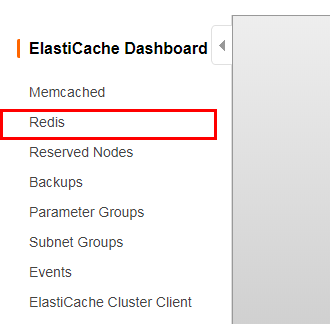 ElastiCache Dashboard
Memcached
Redis
Reserved Nodes
Backups
Parameter Groups
Subnet Groups
Events
ElastiCache Cluster Client